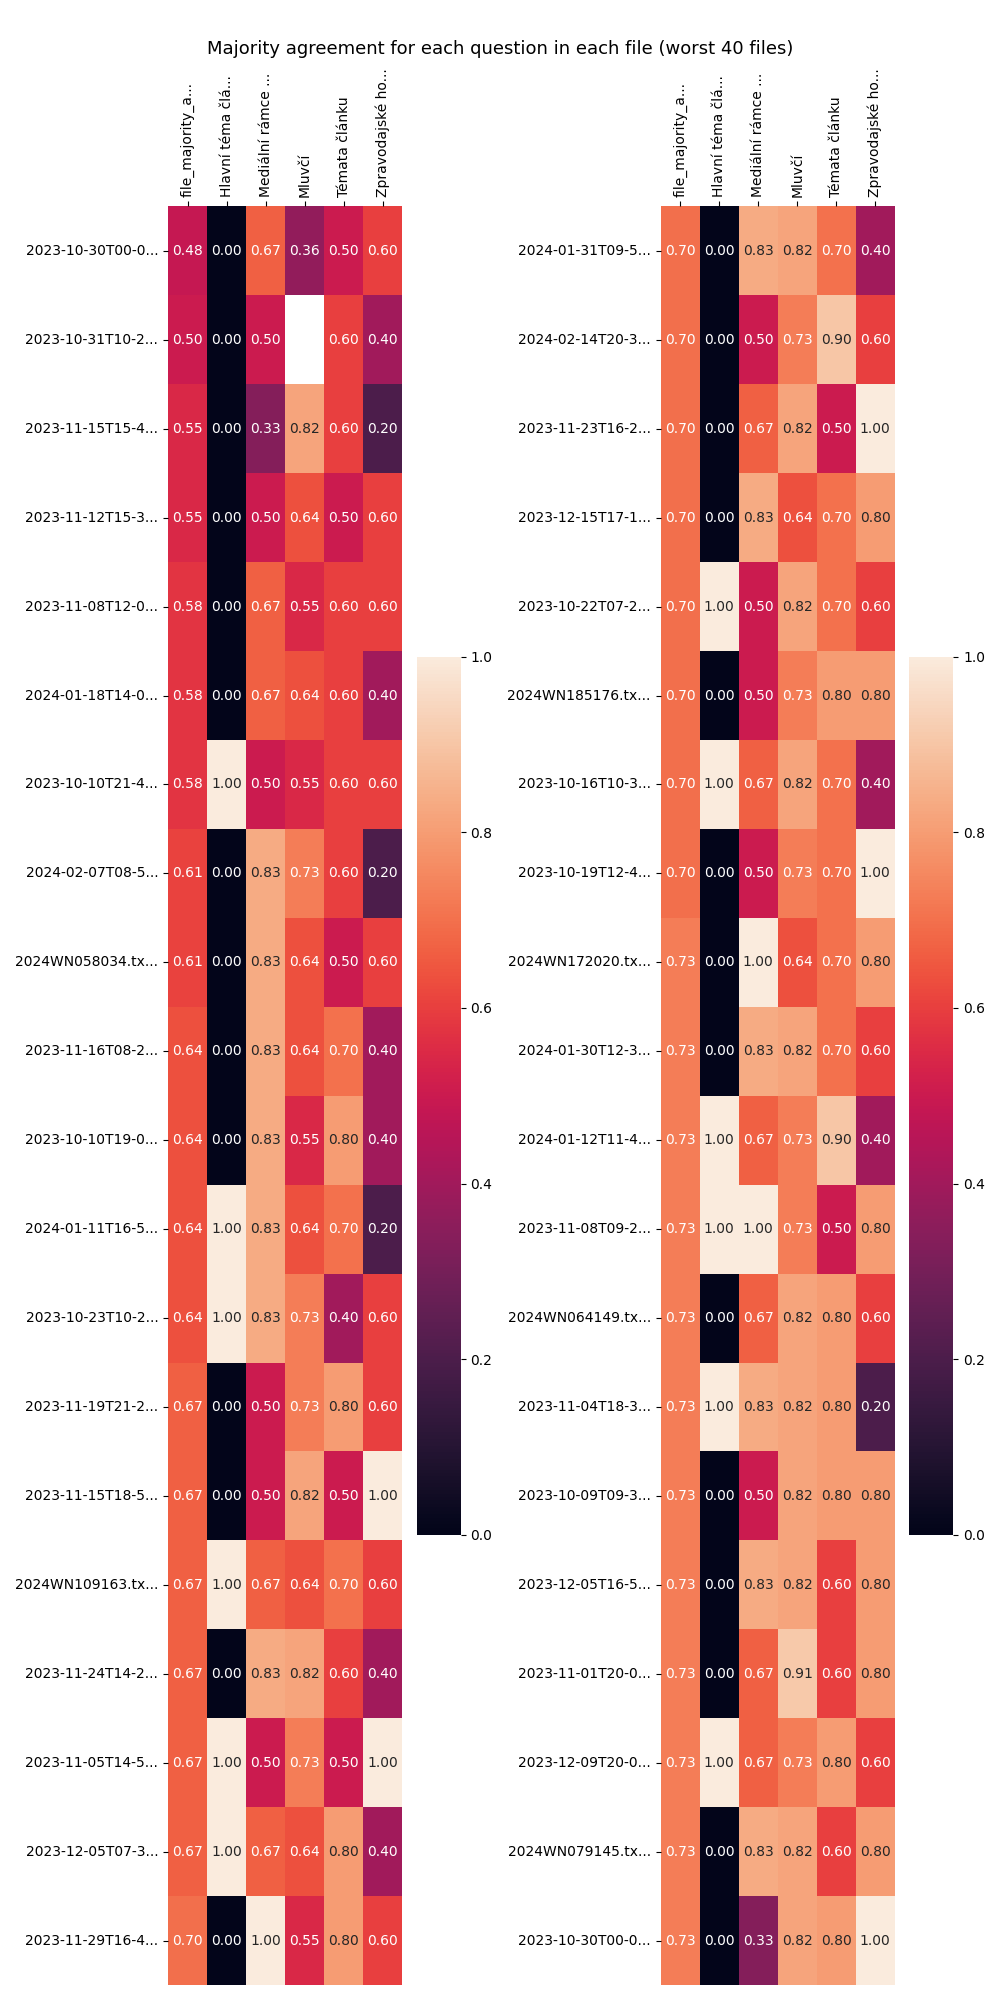 Majority agreement for each question in each file (worst 40 files)
file_majority_a... Hlavní téma člá... Mediální rámce ... Mluvčí Témata článku Zpravodajské ho...
2023-10-30T00-0... 0.48 0.00 0.67 0.36 0.50 0.60
2023-10-31T10-2... 0.50 0.00 0.50 0.60 0.40
2023-11-15T15-4... 0.55 0.00 0.33 0.82 0.60 0.20
2023-11-12T15-3... 0.55 0.00 0.50 0.64 0.50 0.60
2023-11-08T12-0... 0.58 0.00 0.67 0.55 0.60 0.60
2024-01-18T14-0... 0.58 0.00 0.67 0.64 0.60 0.40
2023-10-10T21-4... 0.58 1.00 0.50 0.55 0.60 0.60
2024-02-07T08-5... 0.61 0.00 0.83 0.73 0.60 0.20
2024WN058034.tx... 0.61 0.00 0.83 0.64 0.50 0.60
2023-11-16T08-2... 0.64 0.00 0.83 0.64 0.70 0.40
2023-10-10T19-0... 0.64 0.00 0.83 0.55 0.80 0.40
2024-01-11T16-5... 0.64 1.00 0.83 0.64 0.70 0.20
2023-10-23T10-2... 0.64 1.00 0.83 0.73 0.40 0.60
2023-11-19T21-2... 0.67 0.00 0.50 0.73 0.80 0.60
2023-11-15T18-5... 0.67 0.00 0.50 0.82 0.50 1.00
2024WN109163.tx... 0.67 1.00 0.67 0.64 0.70 0.60
2023-11-24T14-2... 0.67 0.00 0.83 0.82 0.60 0.40
2023-11-05T14-5... 0.67 1.00 0.50 0.73 0.50 1.00
2023-12-05T07-3... 0.67 1.00 0.67 0.64 0.80 0.40
2023-11-29T16-4... 0.70 0.00 1.00 0.55 0.80 0.60
1.0
0.8
0.6
0.4
0.2
0.0
file_majority_a... Hlavní téma člá... Mediální rámce ... Mluvčí Témata článku Zpravodajské ho...
2024-01-31T09-5... 0.70 0.00 0.83 0.82 0.70 0.40
2024-02-14T20-3... 0.70 0.00 0.50 0.73 0.90 0.60
2023-11-23T16-2... 0.70 0.00 0.67 0.82 0.50 1.00
2023-12-15T17-1... 0.70 0.00 0.83 0.64 0.70 0.80
2023-10-22T07-2... 0.70 1.00 0.50 0.82 0.70 0.60
2024WN185176.tx... 0.70 0.00 0.50 0.73 0.80 0.80
2023-10-16T10-3... 0.70 1.00 0.67 0.82 0.70 0.40
2023-10-19T12-4... 0.70 0.00 0.50 0.73 0.70 1.00
2024WN172020.tx... 0.73 0.00 1.00 0.64 0.70 0.80
2024-01-30T12-3... 0.73 0.00 0.83 0.82 0.70 0.60
2024-01-12T11-4... 0.73 1.00 0.67 0.73 0.90 0.40
2023-11-08T09-2... 0.73 1.00 1.00 0.73 0.50 0.80
2024WN064149.tx... 0.73 0.00 0.67 0.82 0.80 0.60
2023-11-04T18-3... 0.73 1.00 0.83 0.82 0.80 0.20
2023-10-09T09-3... 0.73 0.00 0.50 0.82 0.80 0.80
2023-12-05T16-5... 0.73 0.00 0.83 0.82 0.60 0.80
2023-11-01T20-0... 0.73 0.00 0.67 0.91 0.60 0.80
2023-12-09T20-0... 0.73 1.00 0.67 0.73 0.80 0.60
2024WN079145.tx... 0.73 0.00 0.83 0.82 0.60 0.80
2023-10-30T00-0... 0.73 0.00 0.33 0.82 0.80 1.00
1.0
0.8
0.6
0.4
0.2
0.0